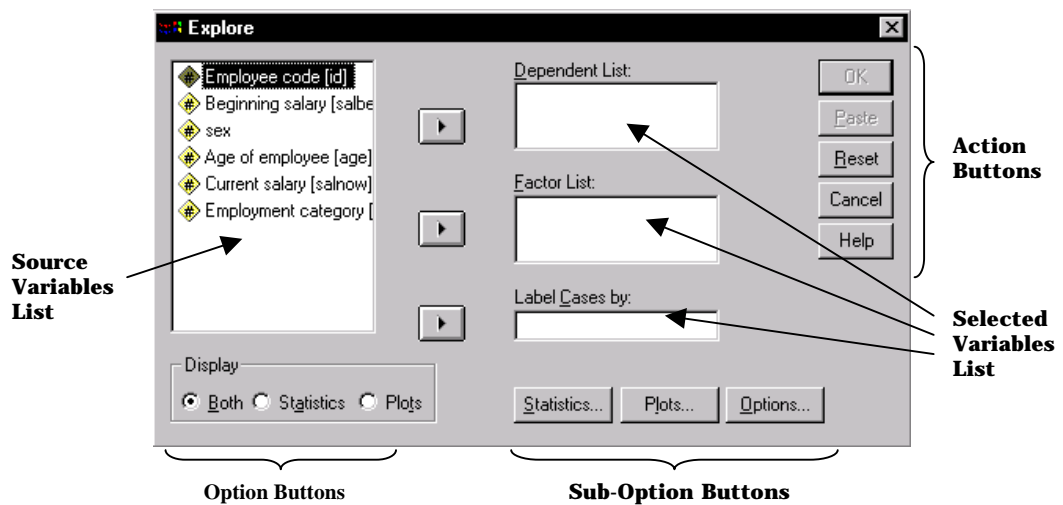 Explore
Employee code [id]
Beginning salary [salbe
sex
Age of employee [age]
Current salary [salnow]
Employment category [
Dependent List:
Factor List:
Label Cases by:
OK
Paste
Reset
Cancel
Help
Display
Both Statistics Plots
Statistics... Plots... Options...
Source
Variables
List
Action
Buttons
Selected
Variables
List
Option Buttons
Sub-Option Buttons